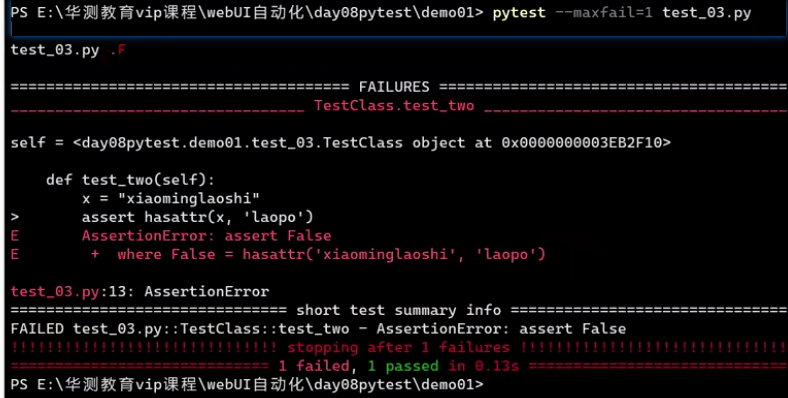 PS E:\华测教育vip课程\webUI自动化\day08pytest\demo01> pytest --maxfail=1 test_03.py
test_03.py .F
=================================== FAILURES ===================================
______________________________ TestClass.test_two ______________________________
self = <day08pytest.demo01.test_03.TestClass object at 0x0000000003EB2F10>
def test_two(self):
x = "xiaominglaoshi"
> assert hasattr(x, 'laopo')
E AssertionError: assert False
E + where False = hasattr('xiaominglaoshi', 'laopo')
test_03.py:13: AssertionError
=========================== short test summary info ===========================
FAILED test_03.py::TestClass::test_two - AssertionError: assert False
!!!!!!!!!!!!!!!!!!!!!!!!!!! stopping after 1 failures !!!!!!!!!!!!!!!!!!!!!!!!!!!
========================== 1 failed, 1 passed in 0.13s ==========================
PS E:\华测教育vip课程\webUI自动化\day08pytest\demo01>